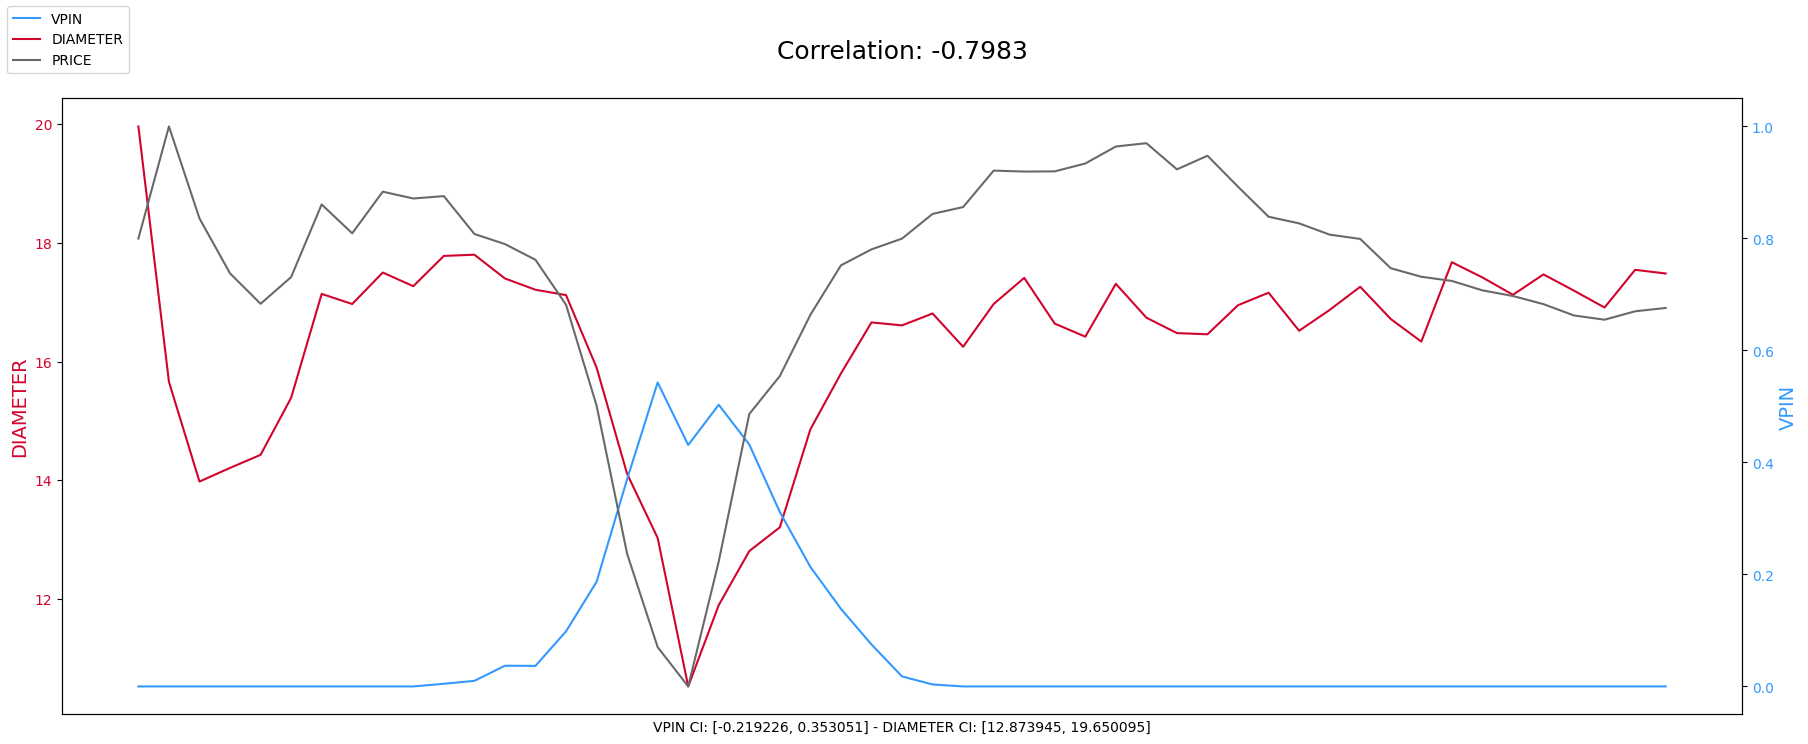 VPIN
DIAMETER
PRICE
Correlation: -0.7983
DIAMETER
20
18
16
14
12
1.0
0.8
0.6
0.4
0.2
0.0
VPIN
VPIN CI: [-0.219226, 0.353051] - DIAMETER CI: [12.873945, 19.650095]